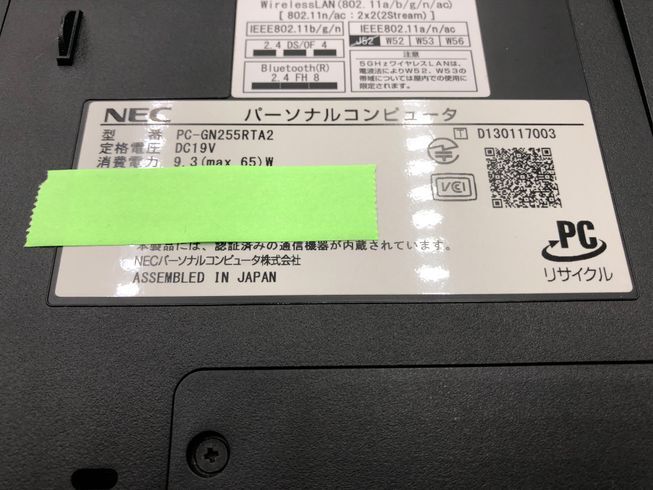 WirelessLAN(802.11a/b/g/n/ac)
[ 802.11n/ac：2x2(2Stream) ]
IEEE802.11b/g/n IEEE802.11a/n/ac
2.4 DS/OF 4 J52 W52 W53 W56
Bluetooth(R)
2.4 FH 8
注意
5GHzワイヤレスLANは、
電波法によりW52、W53の
帯域については屋内での使用に
限定されます。
NEC パーソナルコンピュータ
型 番 PC-GN255RTA2
定格電圧 DC19V
消費電力 9.3(max 65)W
T D130117003
VCI
本製品には、認証済みの通信機器が内蔵されています。
NECパーソナルコンピュータ株式会社
ASSEMBLED IN JAPAN
PC
リサイクル